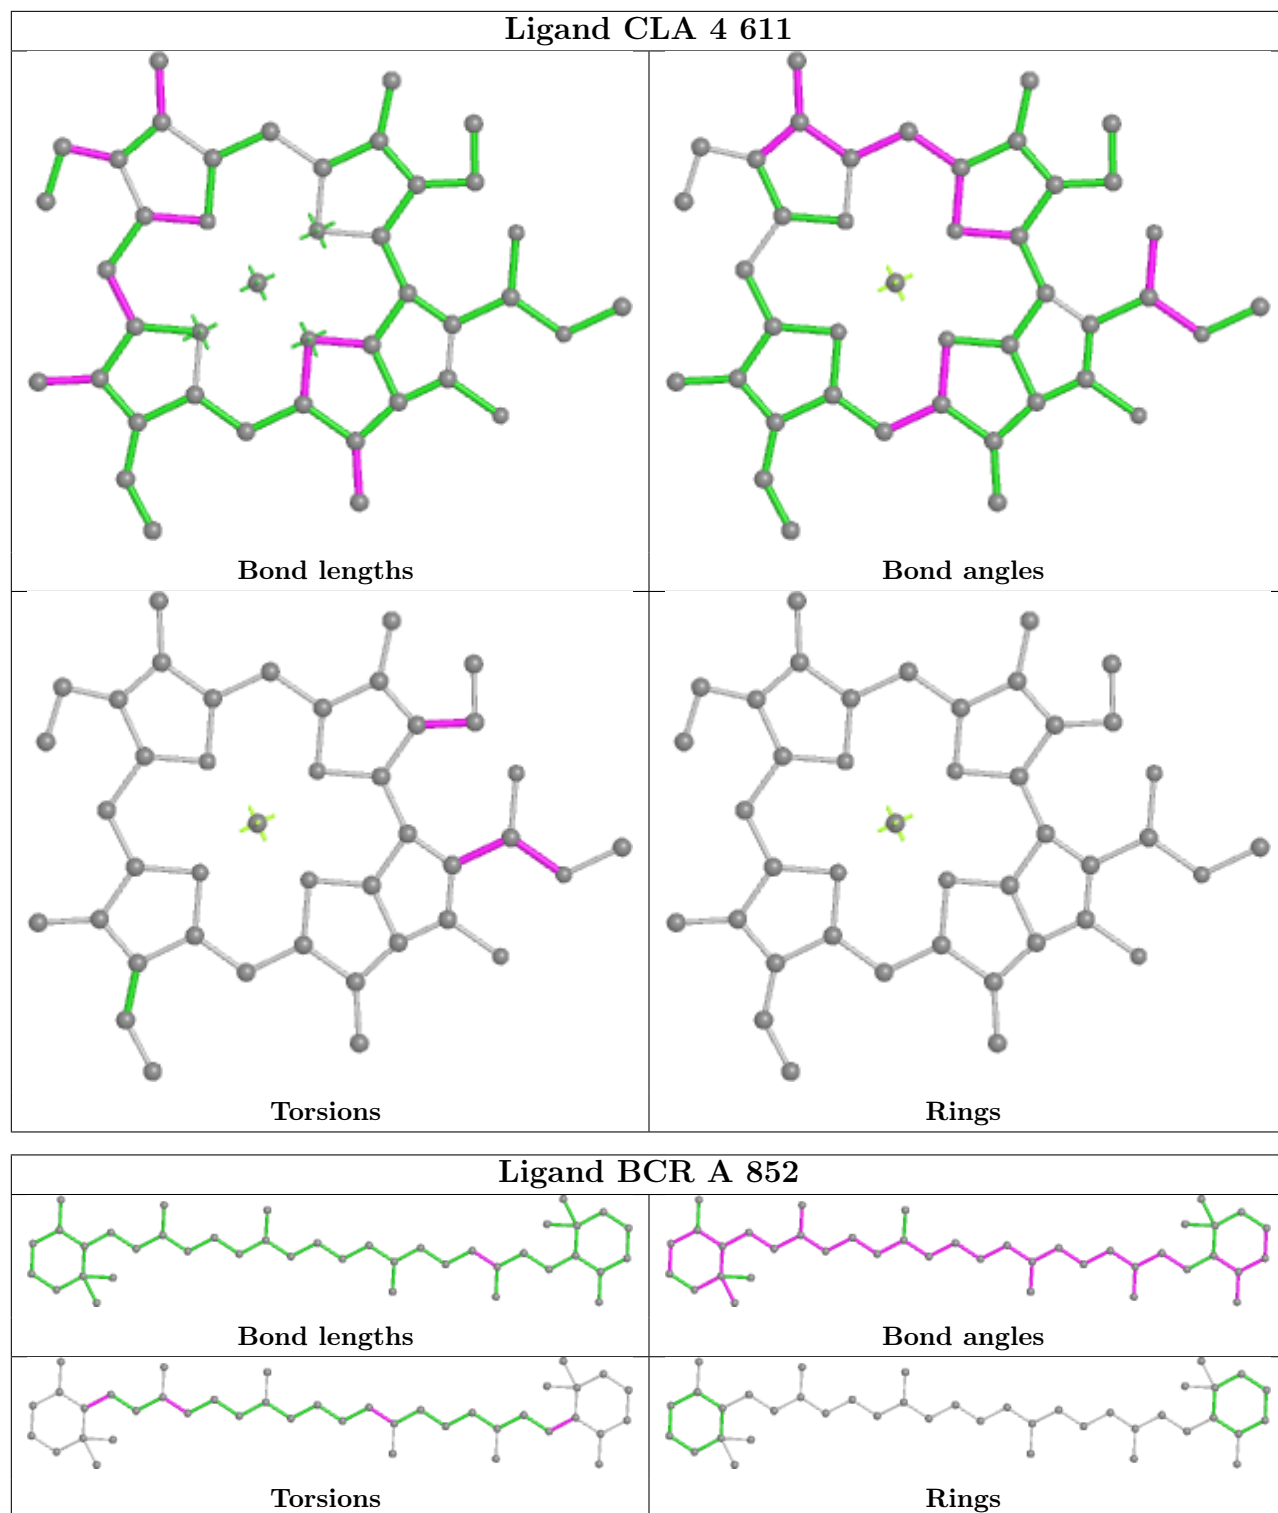 Ligand CLA 4 611
Bond lengths
Bond angles
Torsions
Rings
Ligand BCR A 852
Bond lengths
Bond angles
Torsions
Rings